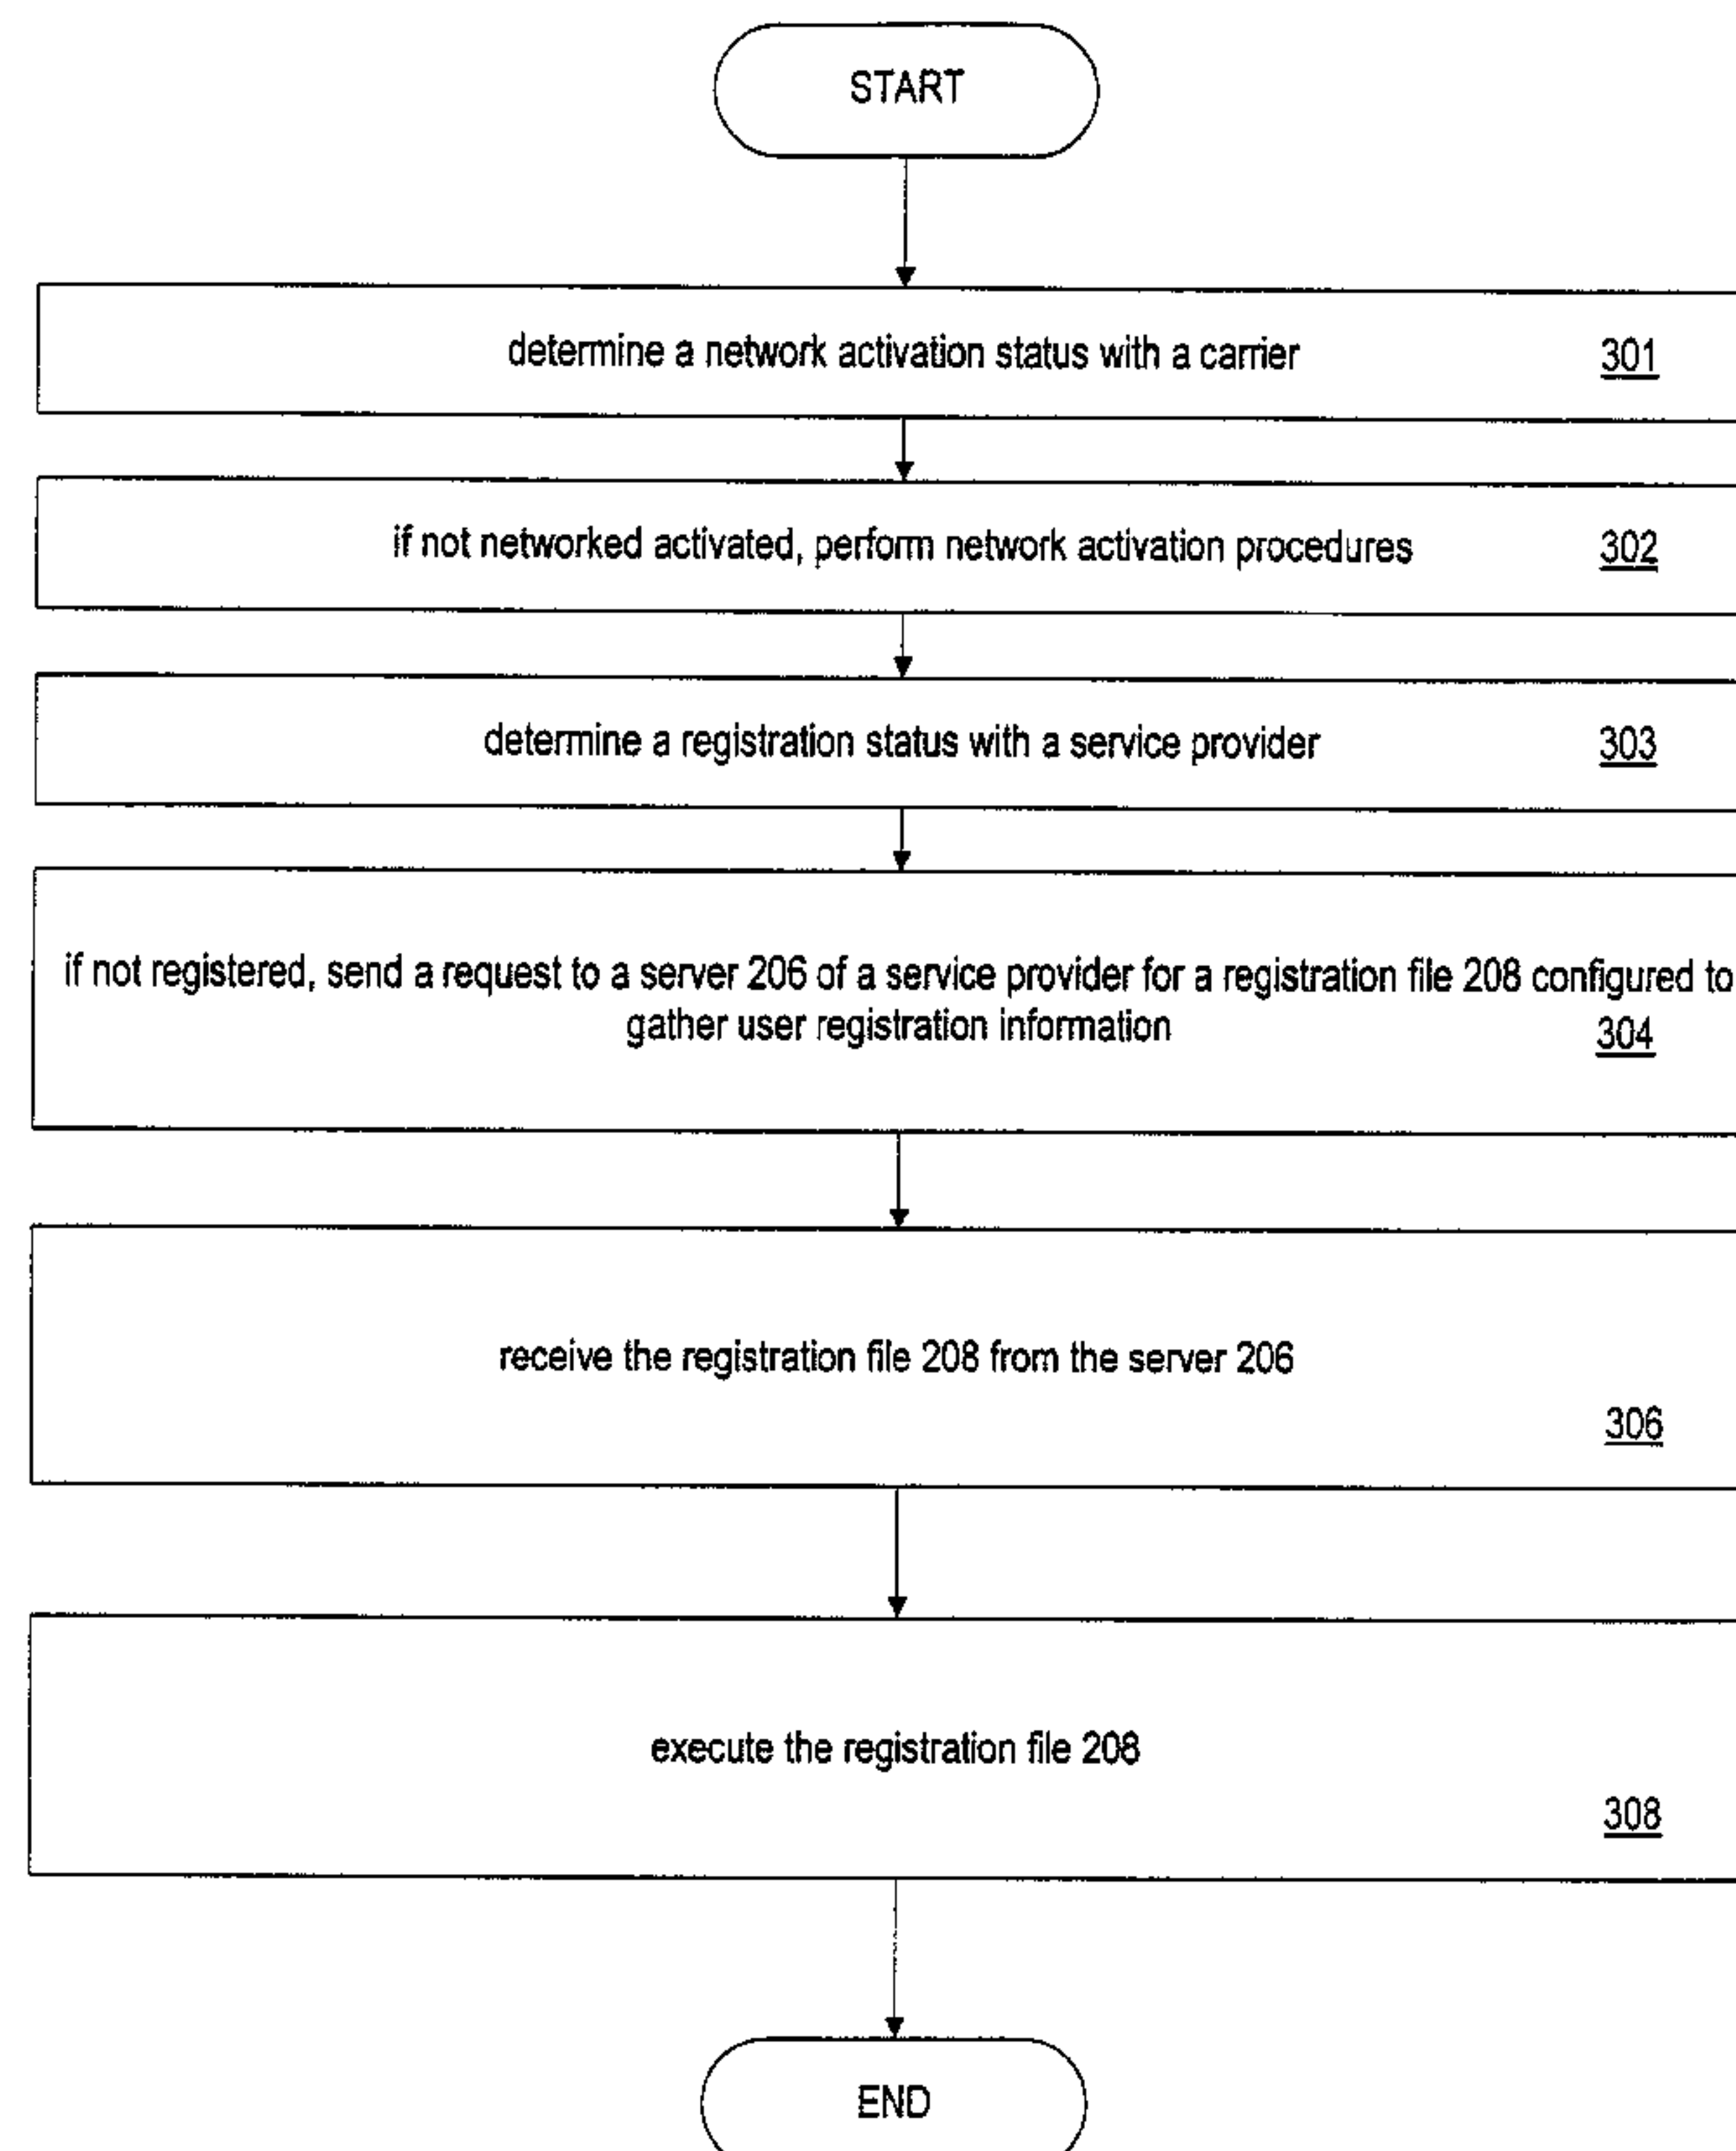 START
determine a network activation status with a carrier
301
if not networked activated, perform network activation procedures
302
determine a registration status with a service provider
303
if not registered, send a request to a server 206 of a service provider for a registration file 208 configured to
gather user registration information
304
receive the registration file 208 from the server 206
306
execute the registration file 208
308
END